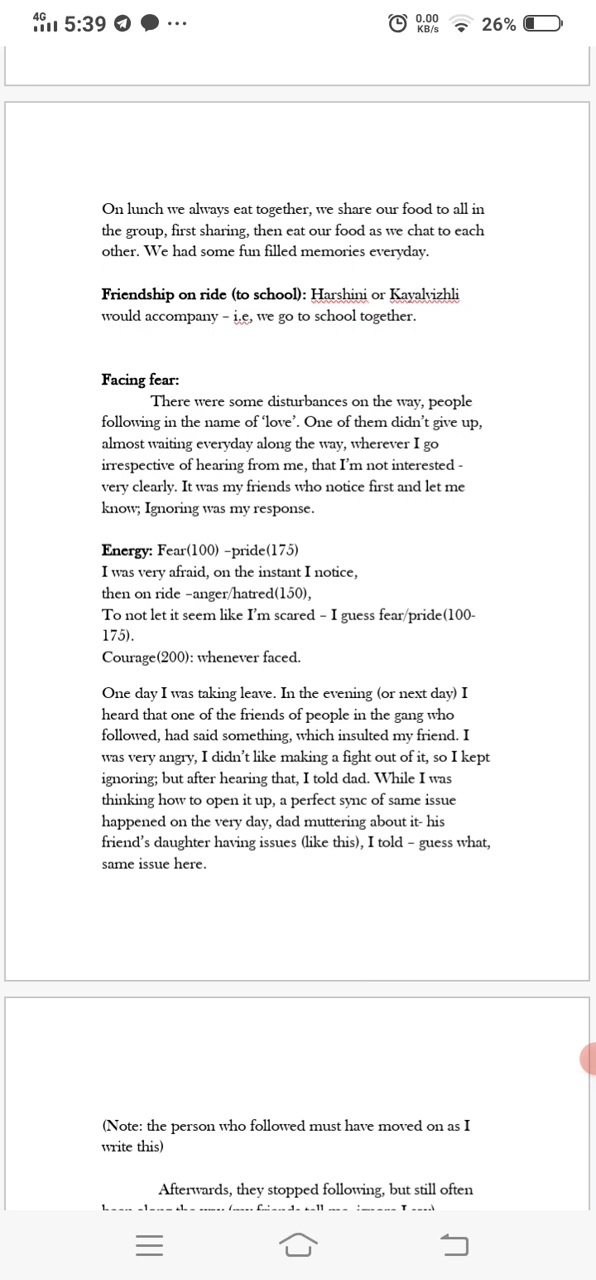 4G 5:39 ... 0.00 KB/s 26%
On lunch we always eat together, we share our food to all in
the group, first sharing, then eat our food as we chat to each
other. We had some fun filled memories everyday.
Friendship on ride (to school): Harshini or Kayalvizhli
would accompany – i.e, we go to school together.
Facing fear:
There were some disturbances on the way, people
following in the name of ‘love’. One of them didn’t give up,
almost waiting everyday along the way, wherever I go
irrespective of hearing from me, that I’m not interested -
very clearly. It was my friends who notice first and let me
know; Ignoring was my response.
Energy: Fear(100) –pride(175)
I was very afraid, on the instant I notice,
then on ride –anger/hatred(150),
To not let it seem like I’m scared – I guess fear/pride(100-
175).
Courage(200): whenever faced.
One day I was taking leave. In the evening (or next day) I
heard that one of the friends of people in the gang who
followed, had said something, which insulted my friend. I
was very angry, I didn’t like making a fight out of it, so I kept
ignoring; but after hearing that, I told dad. While I was
thinking how to open it up, a perfect sync of same issue
happened on the very day, dad muttering about it- his
friend’s daughter having issues (like this), I told – guess what,
same issue here.
(Note: the person who followed must have moved on as I
write this)
Afterwards, they stopped following, but still often